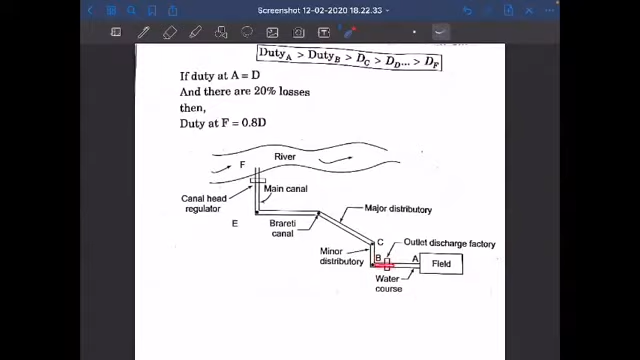 Screenshot 12-02-2020 18.22.33
Duty_A > Duty_B > D_C > D_D... > D_F
If duty at A = D
And there are 20% losses
then,
Duty at F = 0.8D
River
F
Main canal
Canal head
regulator
Major distributory
E
Brareti
canal
C
Outlet discharge factory
Minor
distributory
B
A
Field
Water
course